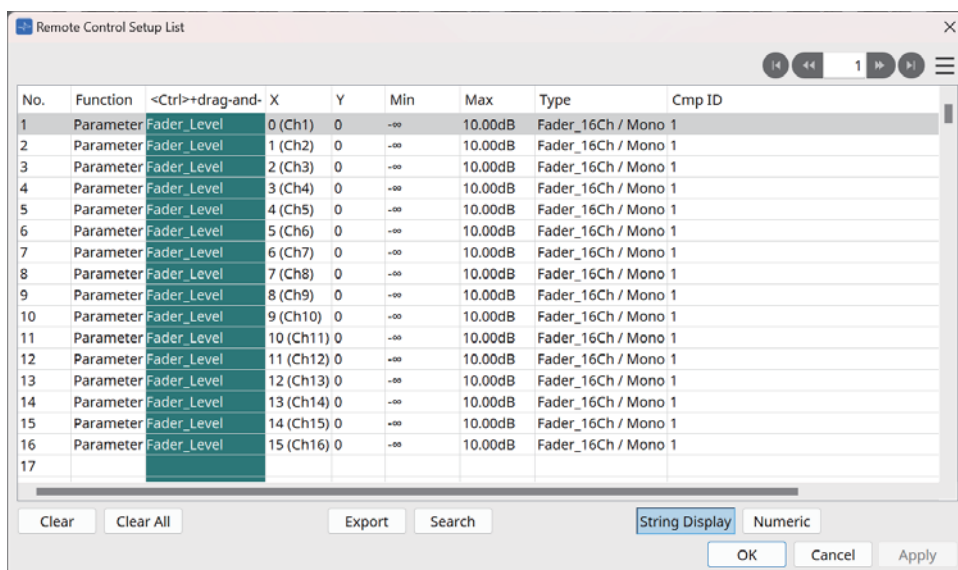 Remote Control Setup List
1
No. Function <Ctrl>+drag-and- X Y Min Max Type Cmp ID
1 Parameter Fader_Level 0 (Ch1) 0 -∞ 10.00dB Fader_16Ch / Mono 1
2 Parameter Fader_Level 1 (Ch2) 0 -∞ 10.00dB Fader_16Ch / Mono 1
3 Parameter Fader_Level 2 (Ch3) 0 -∞ 10.00dB Fader_16Ch / Mono 1
4 Parameter Fader_Level 3 (Ch4) 0 -∞ 10.00dB Fader_16Ch / Mono 1
5 Parameter Fader_Level 4 (Ch5) 0 -∞ 10.00dB Fader_16Ch / Mono 1
6 Parameter Fader_Level 5 (Ch6) 0 -∞ 10.00dB Fader_16Ch / Mono 1
7 Parameter Fader_Level 6 (Ch7) 0 -∞ 10.00dB Fader_16Ch / Mono 1
8 Parameter Fader_Level 7 (Ch8) 0 -∞ 10.00dB Fader_16Ch / Mono 1
9 Parameter Fader_Level 8 (Ch9) 0 -∞ 10.00dB Fader_16Ch / Mono 1
10 Parameter Fader_Level 9 (Ch10) 0 -∞ 10.00dB Fader_16Ch / Mono 1
11 Parameter Fader_Level 10 (Ch11) 0 -∞ 10.00dB Fader_16Ch / Mono 1
12 Parameter Fader_Level 11 (Ch12) 0 -∞ 10.00dB Fader_16Ch / Mono 1
13 Parameter Fader_Level 12 (Ch13) 0 -∞ 10.00dB Fader_16Ch / Mono 1
14 Parameter Fader_Level 13 (Ch14) 0 -∞ 10.00dB Fader_16Ch / Mono 1
15 Parameter Fader_Level 14 (Ch15) 0 -∞ 10.00dB Fader_16Ch / Mono 1
16 Parameter Fader_Level 15 (Ch16) 0 -∞ 10.00dB Fader_16Ch / Mono 1
17
Clear Clear All Export Search String Display Numeric
OK Cancel Apply